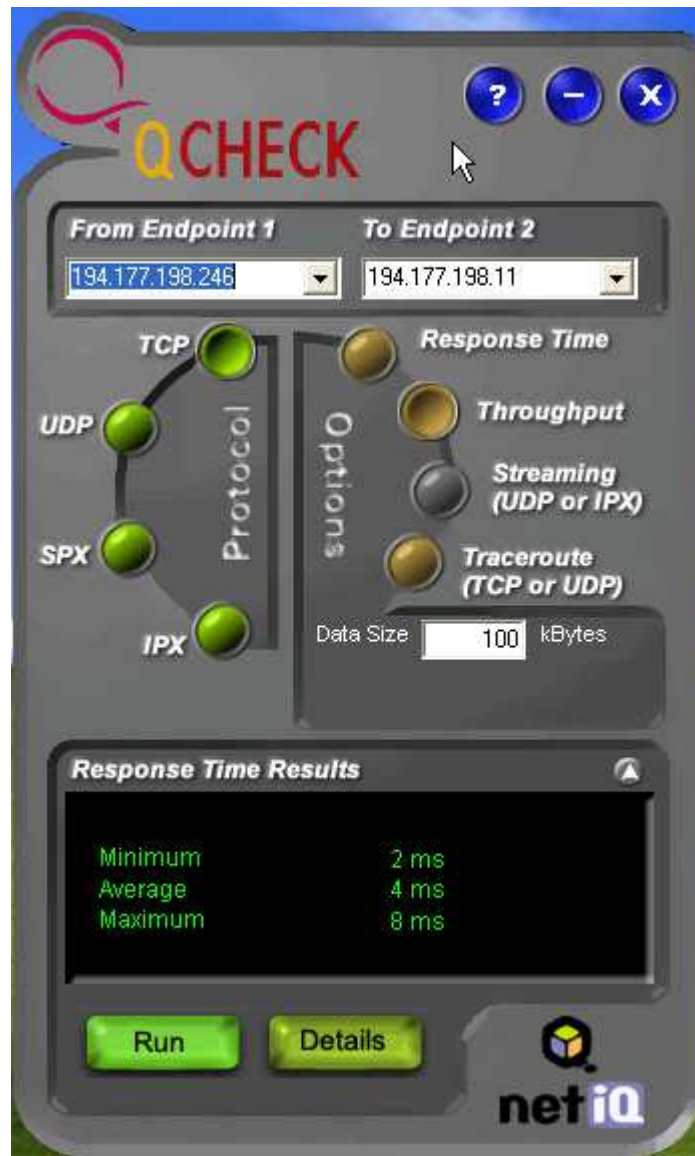 ?
QCHECK
From Endpoint 1
To Endpoint 2
194.177.198.246
194.177.198.11
TCP
UDP
SPX
IPX
Protocol
Options
Response Time
Throughput
Streaming
(UDP or IPX)
Traceroute
(TCP or UDP)
Data Size 100 kBytes
Response Time Results
Minimum 2 ms
Average 4 ms
Maximum 8 ms
Run
Details
net iQ